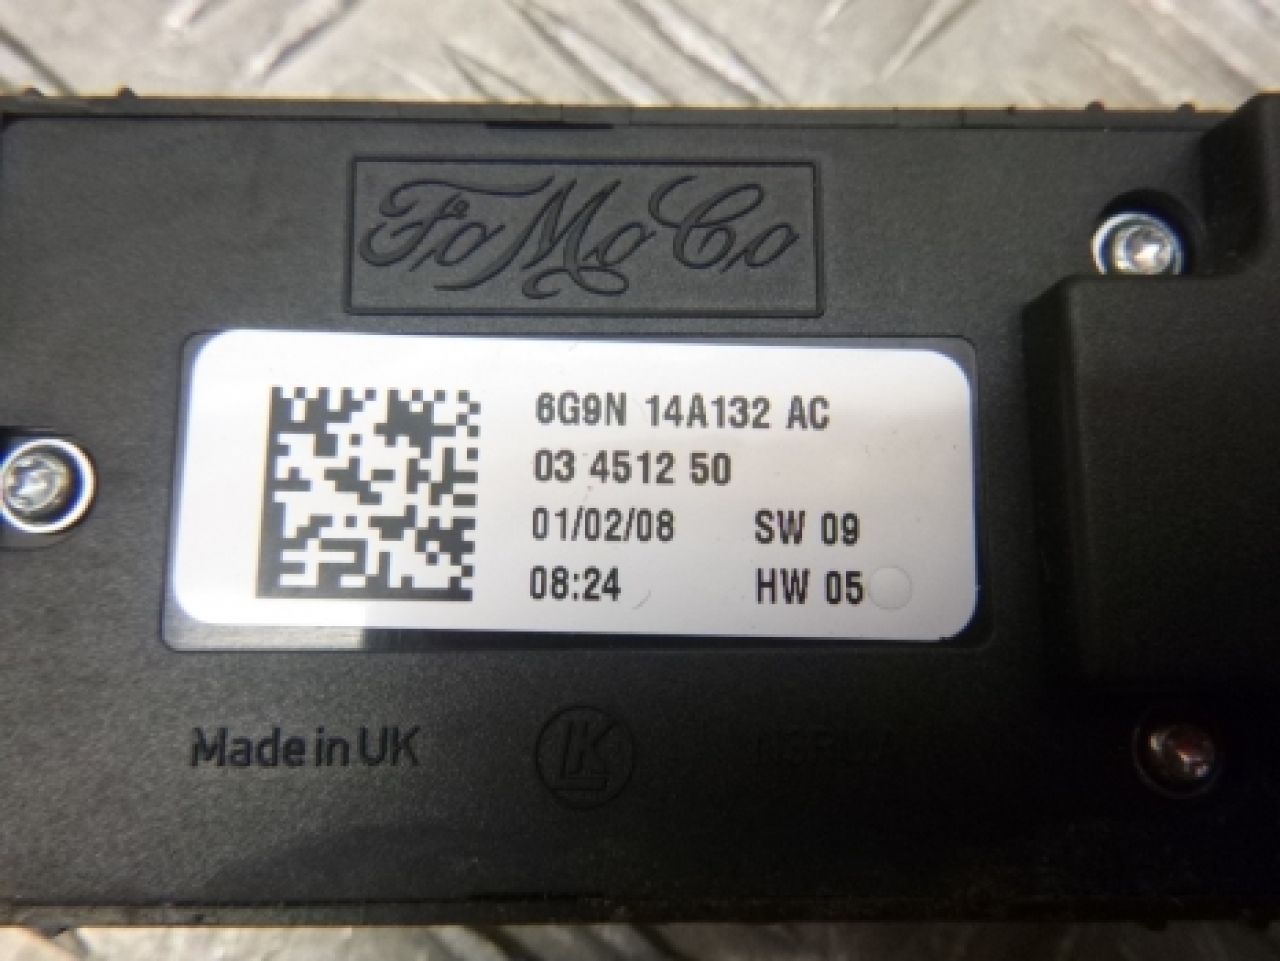 FoMoCo
6G9N 14A132 AC
03 4512 50
01/02/08 SW 09
08:24 HW 05
Made in UK